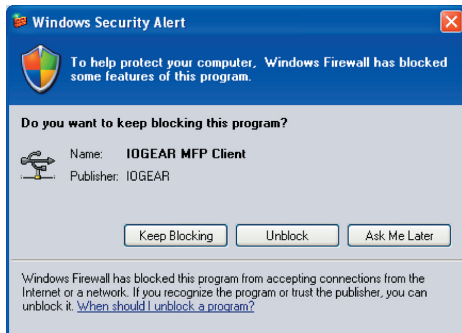 Windows Security Alert
To help protect your computer, Windows Firewall has blocked
some features of this program.
Do you want to keep blocking this program?
Name: IOGEAR MFP Client
Publisher: IOGEAR
Keep Blocking Unblock Ask Me Later
Windows Firewall has blocked this program from accepting connections from the
Internet or a network. If you recognize the program or trust the publisher, you can
unblock it. When should I unblock a program?